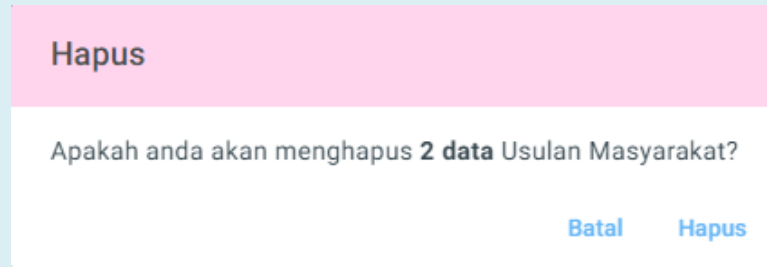 Hapus
Apakah anda akan menghapus 2 data Usulan Masyarakat?
Batal Hapus